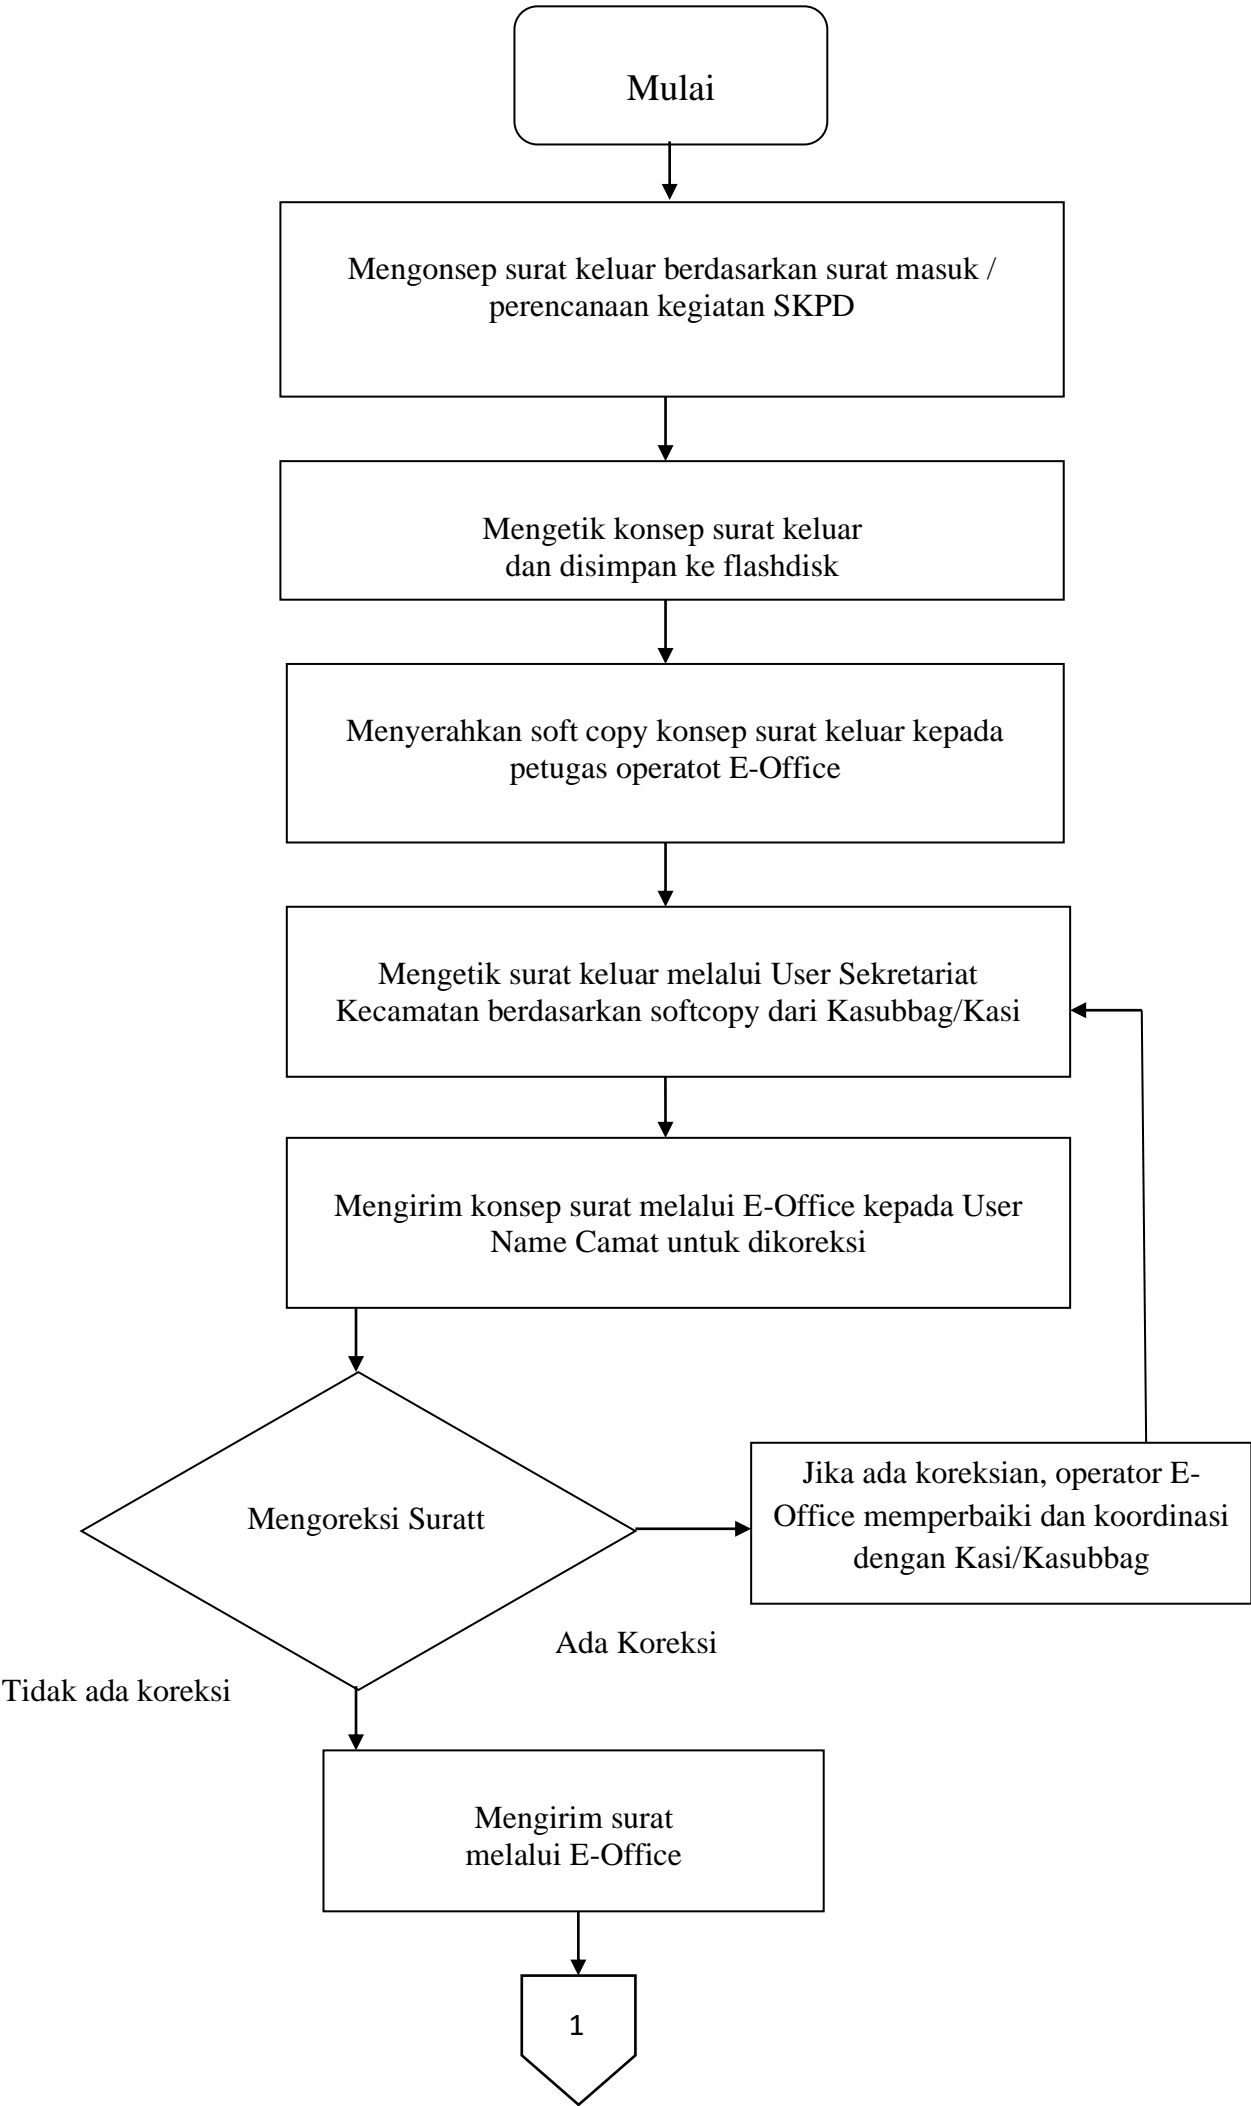 Mulai
Mengonsep surat keluar berdasarkan surat masuk /
perencanaan kegiatan SKPD
Mengetik konsep surat keluar
dan disimpan ke flashdisk
Menyerahkan soft copy konsep surat keluar kepada
petugas operatot E-Office
Mengetik surat keluar melalui User Sekretariat
Kecamatan berdasarkan softcopy dari Kasubbag/Kasi
Mengirim konsep surat melalui E-Office kepada User
Name Camat untuk dikoreksi
Mengoreksi Suratt
Jika ada koreksian, operator E-
Office memperbaiki dan koordinasi
dengan Kasi/Kasubbag
Ada Koreksi
Tidak ada koreksi
Mengirim surat
melalui E-Office
1